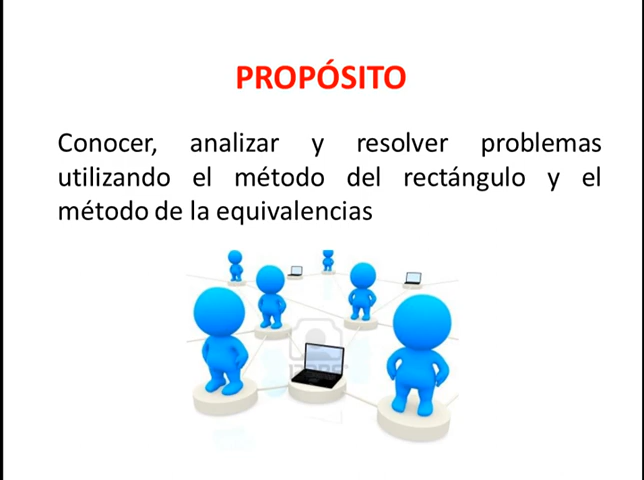 PROPÓSITO
Conocer, analizar y resolver problemas
utilizando el método del rectángulo y el
método de la equivalencias